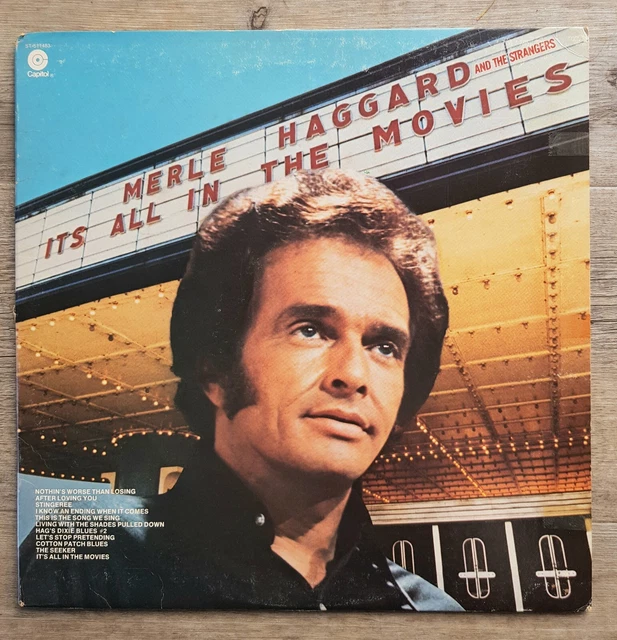 Capitol
MERLE HAGGARD AND THE STRANGERS
ITS ALL IN THE MOVIES
NOTHIN'S WORSE THAN LOSING
AFTER LOVING YOU
STINGEREE
I KNOW AN ENDING WHEN IT COMES
THIS IS THE SONG WE SING
LIVING WITH THE SHADES PULLED DOWN
HAG'S DIXIE BLUES #2
LET'S STOP PRETENDING
COTTON PATCH BLUES
THE SEEKER
IT'S ALL IN THE MOVIES